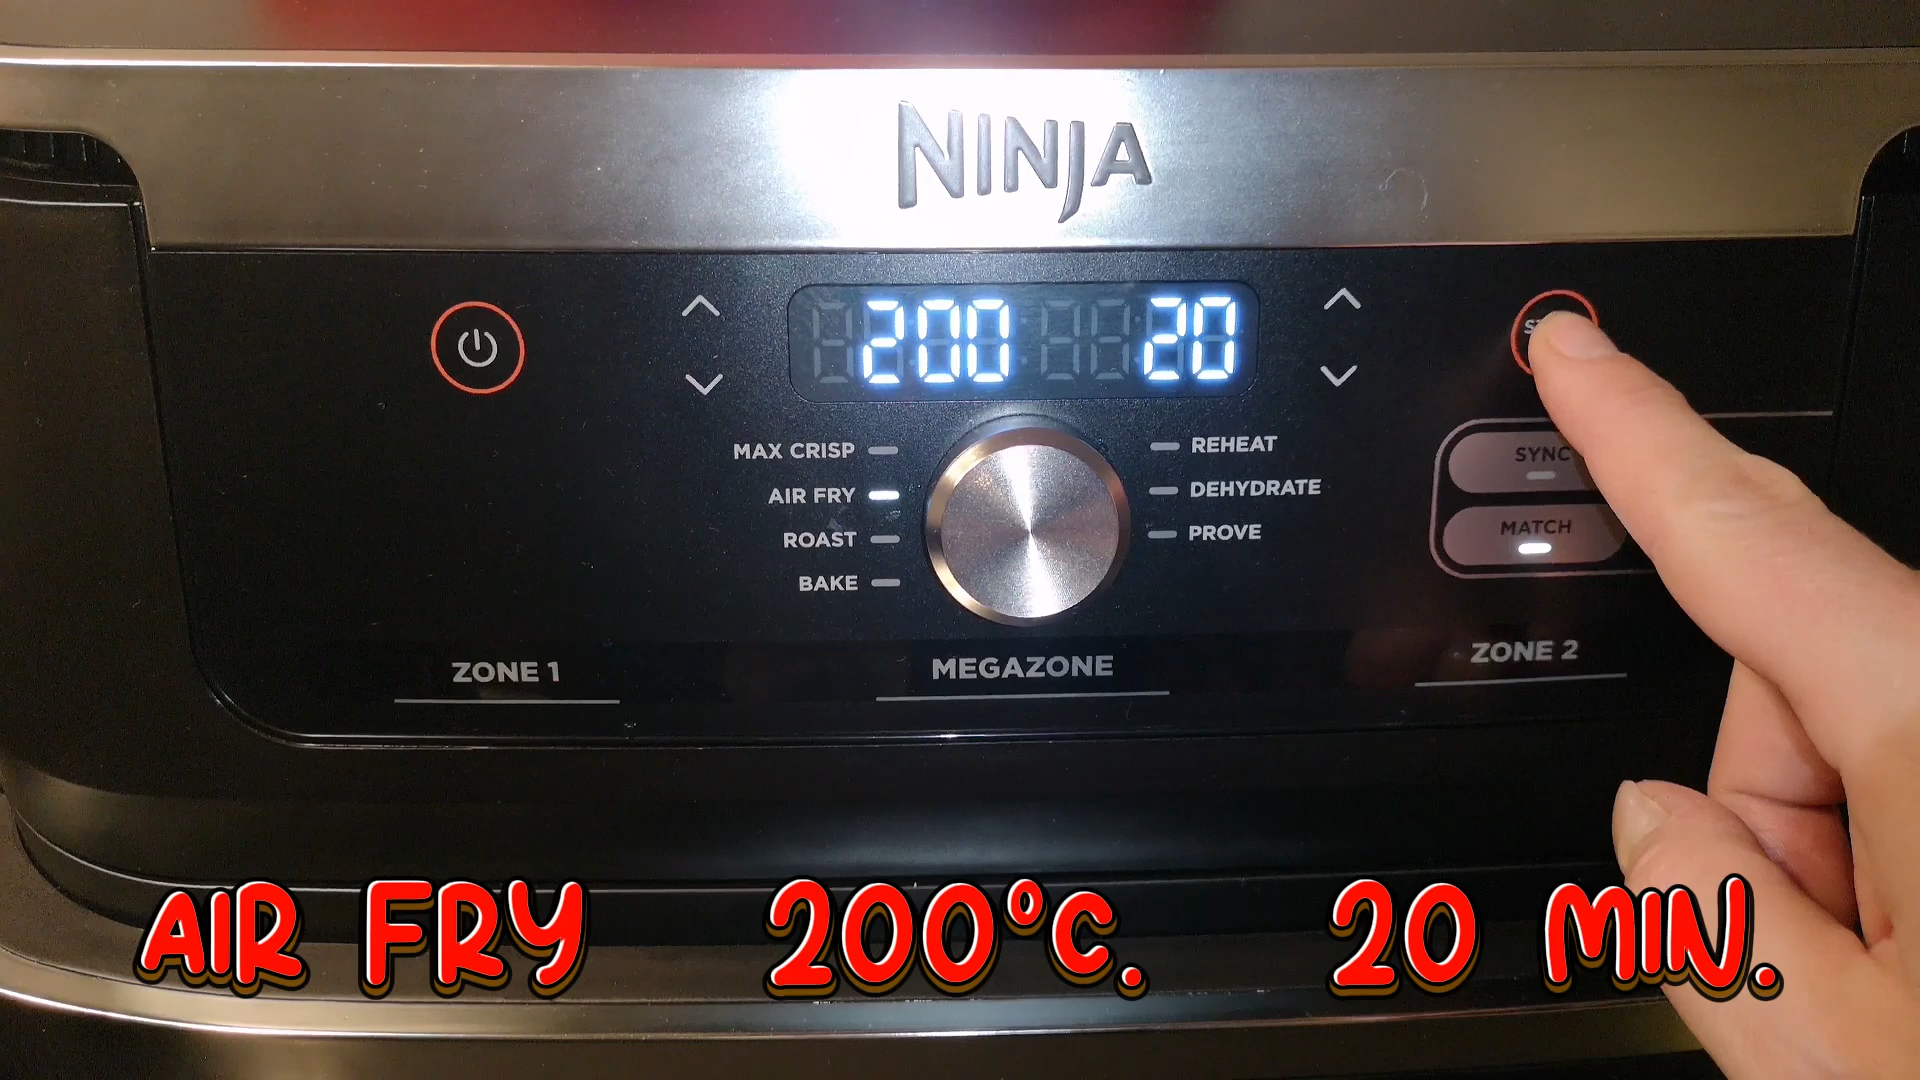 NINJA
200 20
MAX CRISP
AIR FRY
ROAST
BAKE
REHEAT
DEHYDRATE
PROVE
SYNC
MATCH
ZONE 1
MEGAZONE
ZONE 2
AIR FRY 200°C. 20 MIN.